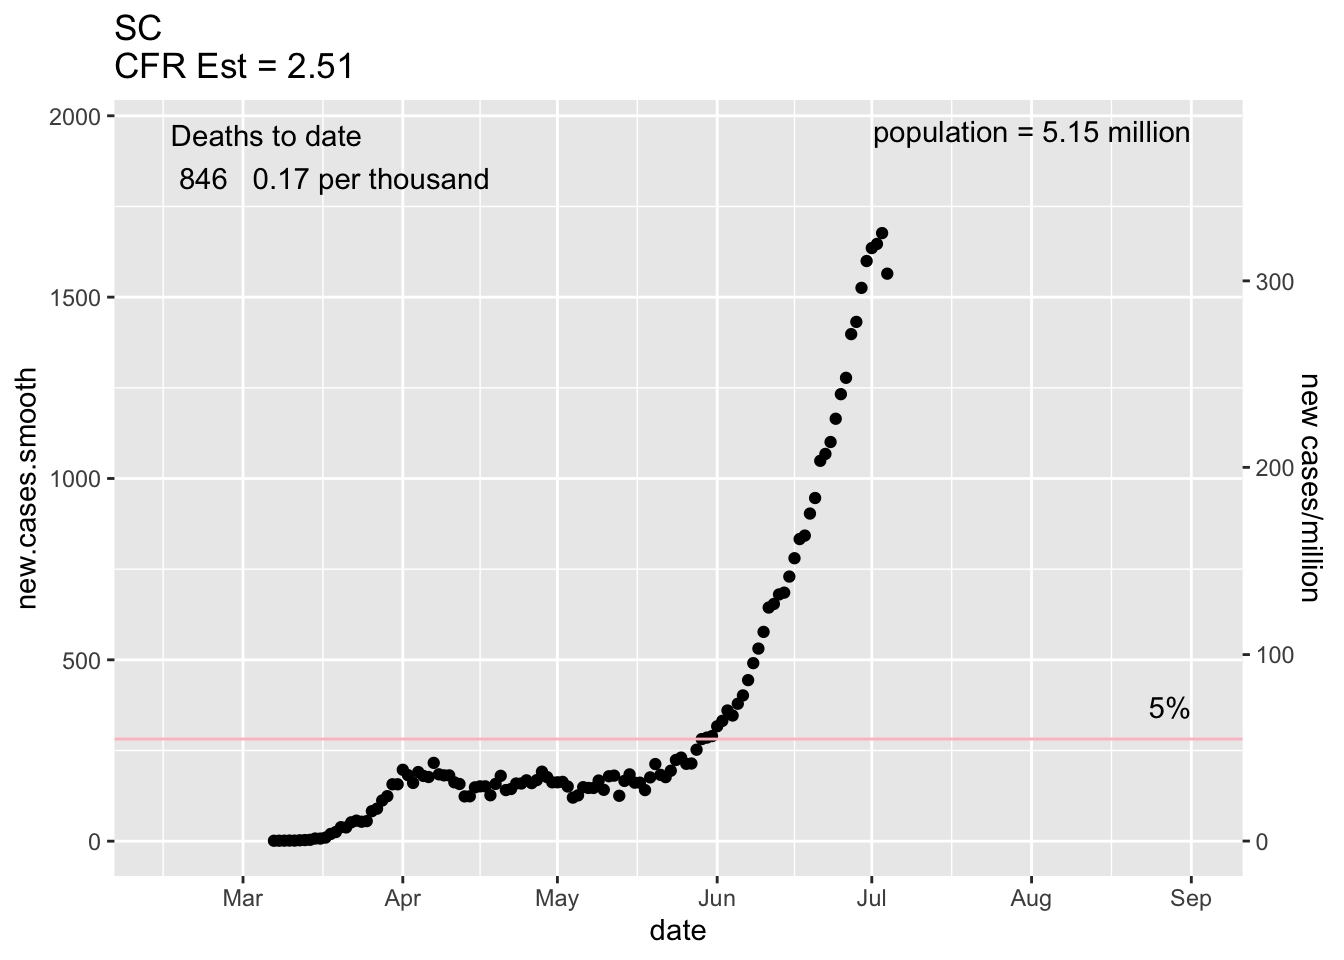 SC
CFR Est = 2.51
Deaths to date
846 0.17 per thousand
population = 5.15 million
5%
2000
1500
1000
500
0
new.cases.smooth
300
200
100
0
new cases/million
Mar Apr May Jun Jul Aug Sep
date